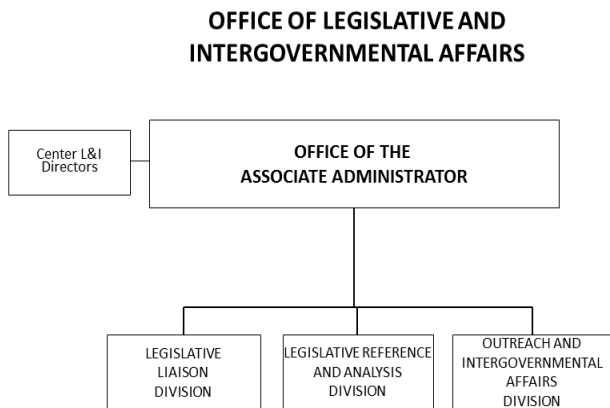 OFFICE OF LEGISLATIVE AND
INTERGOVERNMENTAL AFFAIRS
Center L&I
Directors
OFFICE OF THE
ASSOCIATE ADMINISTRATOR
LEGISLATIVE
LIAISON
DIVISION
LEGISLATIVE REFERENCE
AND ANALYSIS
DIVISION
OUTREACH AND
INTERGOVERNMENTAL
AFFAIRS
DIVISION